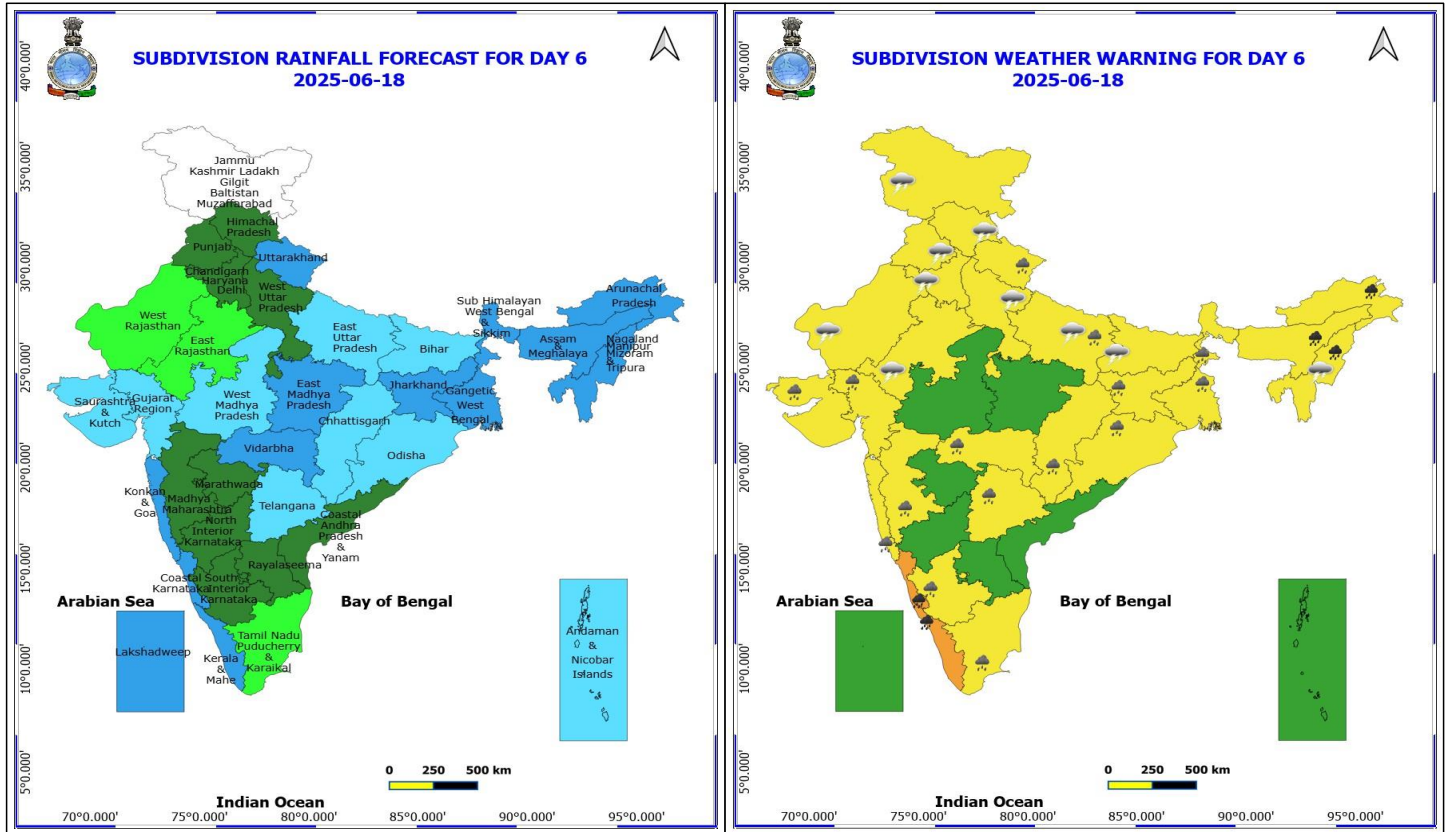 SUBDIVISION RAINFALL FORECAST FOR DAY 6
2025-06-18
40°0.000'
35°0.000'
30°0.000'
25°0.000'
20°0.000'
15°0.000'
10°0.000'
5°0.000'
Jammu
Kashmir Ladakh
Gilgit
Baltistan
Muzaffarabad
Himachal
Pradesh
Punjab
Uttarakhand
Chandigarh
Haryana
Delhi
West
Uttar
Pradesh
West
Rajasthan
East
Rajasthan
East
Uttar
Pradesh
Bihar
Sub Himalayan
West Bengal
&
Sikkim
Arunachal
Pradesh
Assam
&
Meghalaya
Nagaland
Manipur
Mizoram
&
Tripura
Saurashtra
&
Kutch
Gujarat
Region
West
Madhya
Pradesh
East
Madhya
Pradesh
Jharkhand
Gangetic
West
Bengal
Chhattisgarh
Vidarbha
Odisha
Konkan
&
Goa
Marathwada
Madhya
Maharashtra
North
Interior
Karnataka
Telangana
Coastal
Andhra
Pradesh
&
Yanam
Rayalaseema
Coastal
Karnataka
South
Interior
Karnataka
Arabian Sea
Bay of Bengal
Lakshadweep
Kerala
&
Mahe
Tamil Nadu
Puducherry
&
Karaikal
Andaman
&
Nicobar
Islands
0 250 500 km
Indian Ocean
70°0.000' 75°0.000' 80°0.000' 85°0.000' 90°0.000' 95°0.000'
SUBDIVISION WEATHER WARNING FOR DAY 6
2025-06-18
40°0.000'
35°0.000'
30°0.000'
25°0.000'
20°0.000'
15°0.000'
10°0.000'
5°0.000'
Arabian Sea
Bay of Bengal
0 250 500 km
Indian Ocean
70°0.000' 75°0.000' 80°0.000' 85°0.000' 90°0.000' 95°0.000'